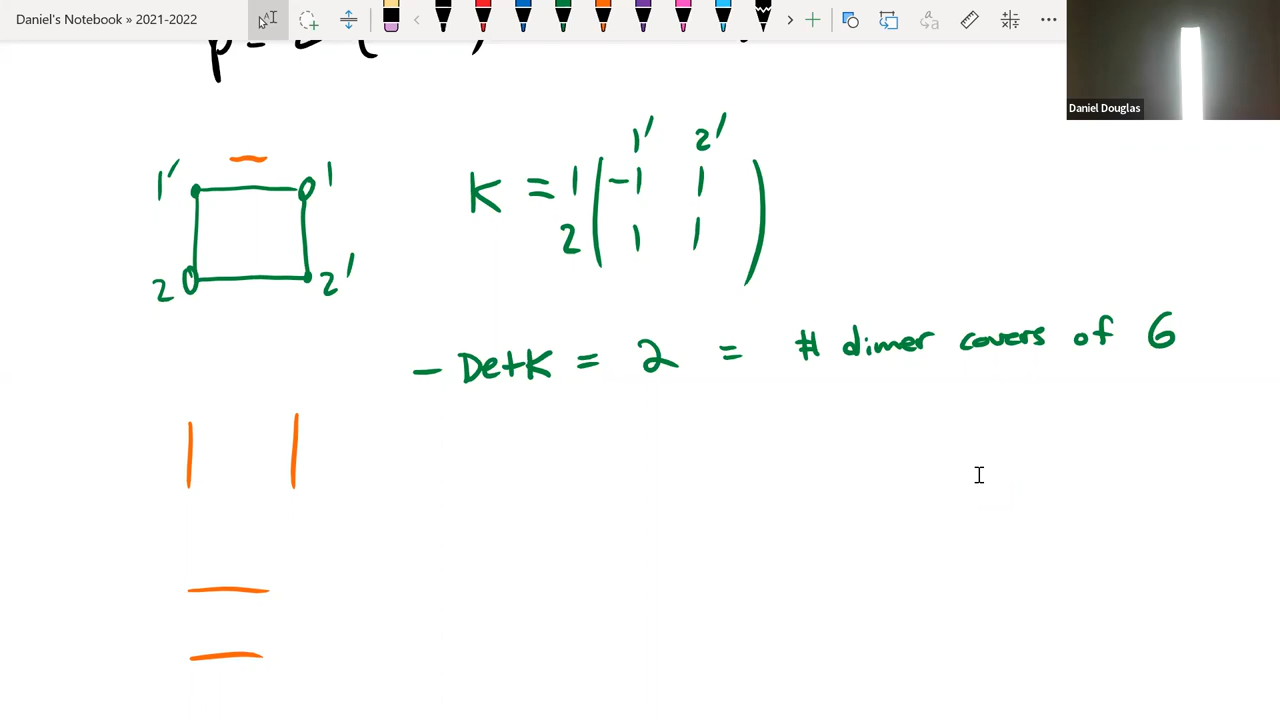 Daniel's Notebook » 2021-2022
Daniel Douglas
1' 1
2 2'
1' 2'
K = 1 ( -1 1 )
2 ( 1 1 )
- Det K = 2 = # dimer covers of G